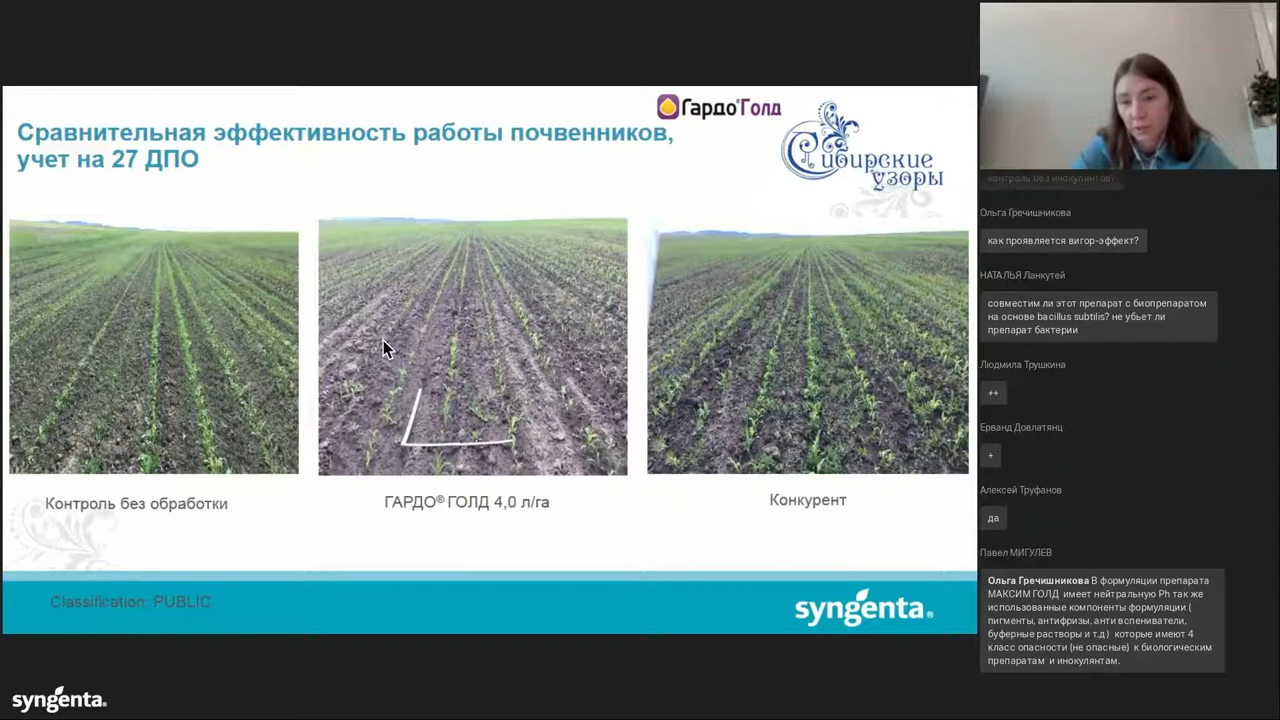 Гардо®Голд
Сибирские
узоры
Сравнительная эффективность работы почвенников,
учет на 27 ДПО
Контроль без обработки
ГАРДО® ГОЛД 4,0 л/га
Конкурент
Classification: PUBLIC
syngenta®
syngenta®
контроль без инокулянтов?
Ольга Гречишникова
как проявляется вигор-эффект?
НАТАЛЬЯ Ланкутей
совместим ли этот препарат с биопрепаратом
на основе bacillus subtilis? не убьет ли
препарат бактерии
Людмила Трушкина
++
Ерванд Довлатянц
+
Алексей Труфанов
да
Павел МИГУЛЕВ
Ольга Гречишникова В формуляции препарата
МАКСИМ ГОЛД имеет нейтральную Ph так же
использованные компоненты формуляции (
пигменты, антифризы, анти вспениватели,
буферные растворы и т.д) которые имеют 4
класс опасности (не опасные) к биологическим
препаратам и инокулянтам.